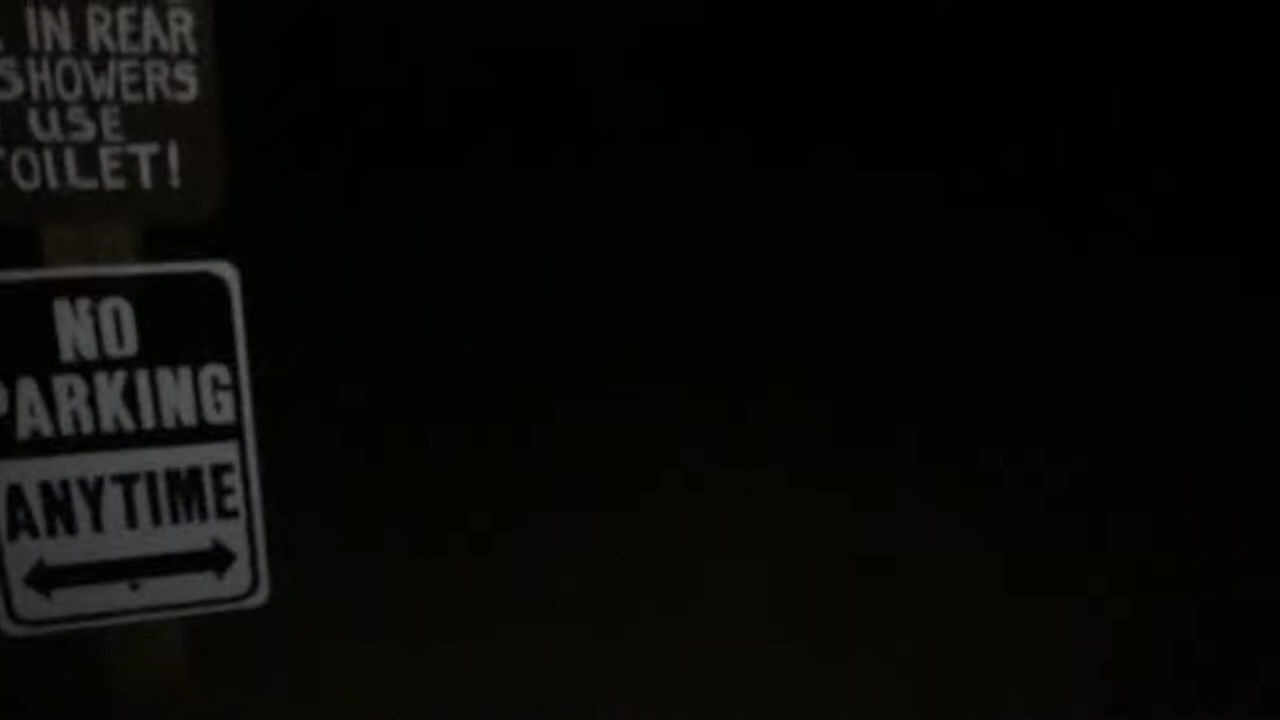 IN REAR
SHOWERS
USE
TOILET!
NO
PARKING
ANYTIME